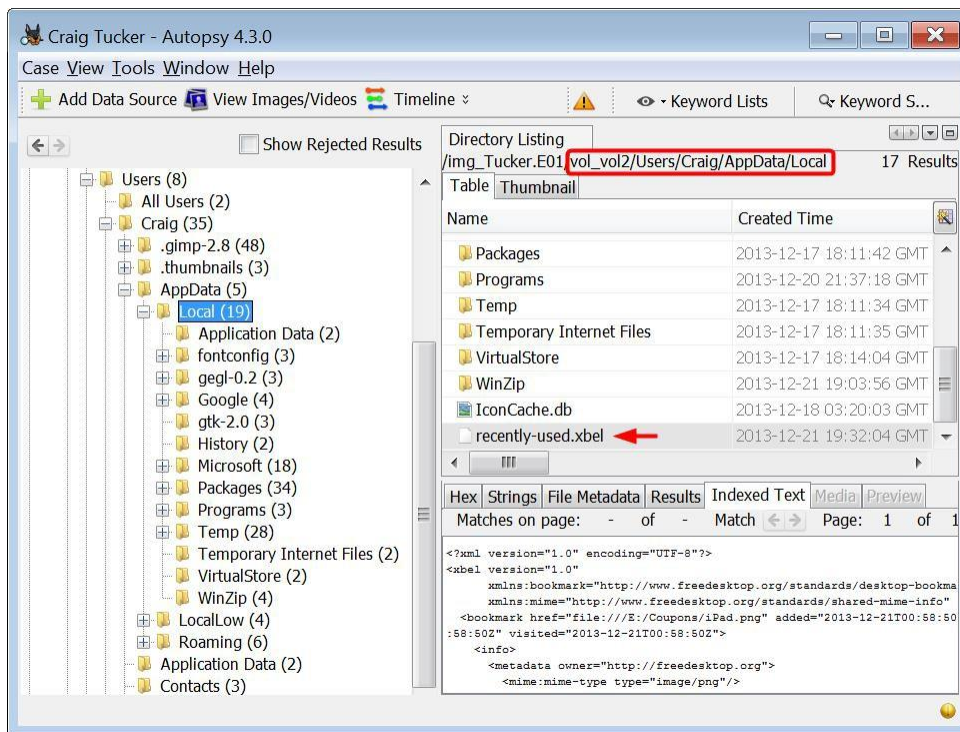 Craig Tucker - Autopsy 4.3.0
Case View Tools Window Help
Add Data Source View Images/Videos Timeline Keyword Lists Keyword S...
Show Rejected Results
Users (8)
All Users (2)
Craig (35)
.gimp-2.8 (48)
.thumbnails (3)
AppData (5)
Local (19)
Application Data (2)
fontconfig (3)
gegl-0.2 (3)
Google (4)
gtk-2.0 (3)
History (2)
Microsoft (18)
Packages (34)
Programs (3)
Temp (28)
Temporary Internet Files (2)
VirtualStore (2)
WinZip (4)
LocalLow (4)
Roaming (6)
Application Data (2)
Contacts (3)
Directory Listing
/img_Tucker.E01/vol_vol2/Users/Craig/AppData/Local 17 Results
Table Thumbnail
Name Created Time
Packages 2013-12-17 18:11:42 GMT
Programs 2013-12-20 21:37:18 GMT
Temp 2013-12-17 18:11:34 GMT
Temporary Internet Files 2013-12-17 18:11:35 GMT
VirtualStore 2013-12-17 18:14:04 GMT
WinZip 2013-12-21 19:03:56 GMT
IconCache.db 2013-12-18 03:20:03 GMT
recently-used.xbel 2013-12-21 19:32:04 GMT
Hex Strings File Metadata Results Indexed Text Media Preview
Matches on page: - of - Match Page: 1 of 1
<?xml version="1.0" encoding="UTF-8"?>
<xbel version="1.0"
xmlns:bookmark="http://www.freedesktop.org/standards/desktop-bookma
xmlns:mime="http://www.freedesktop.org/standards/shared-mime-info"
<bookmark href="file:///E:/Coupons/iPad.png" added="2013-12-21T00:58:50
:58:50Z" visited="2013-12-21T00:58:50Z">
<info>
<metadata owner="http://freedesktop.org">
<mime:mime-type type="image/png"/>